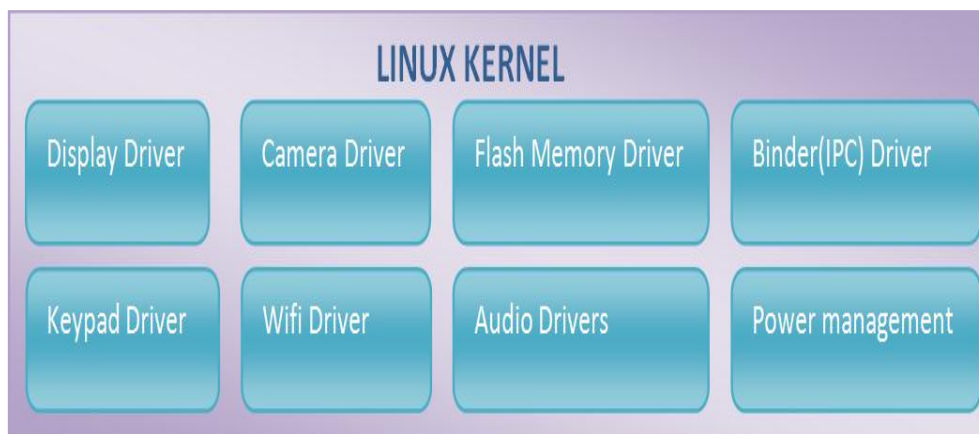 LINUX KERNEL
Display Driver
Camera Driver
Flash Memory Driver
Binder(IPC) Driver
Keypad Driver
Wifi Driver
Audio Drivers
Power management